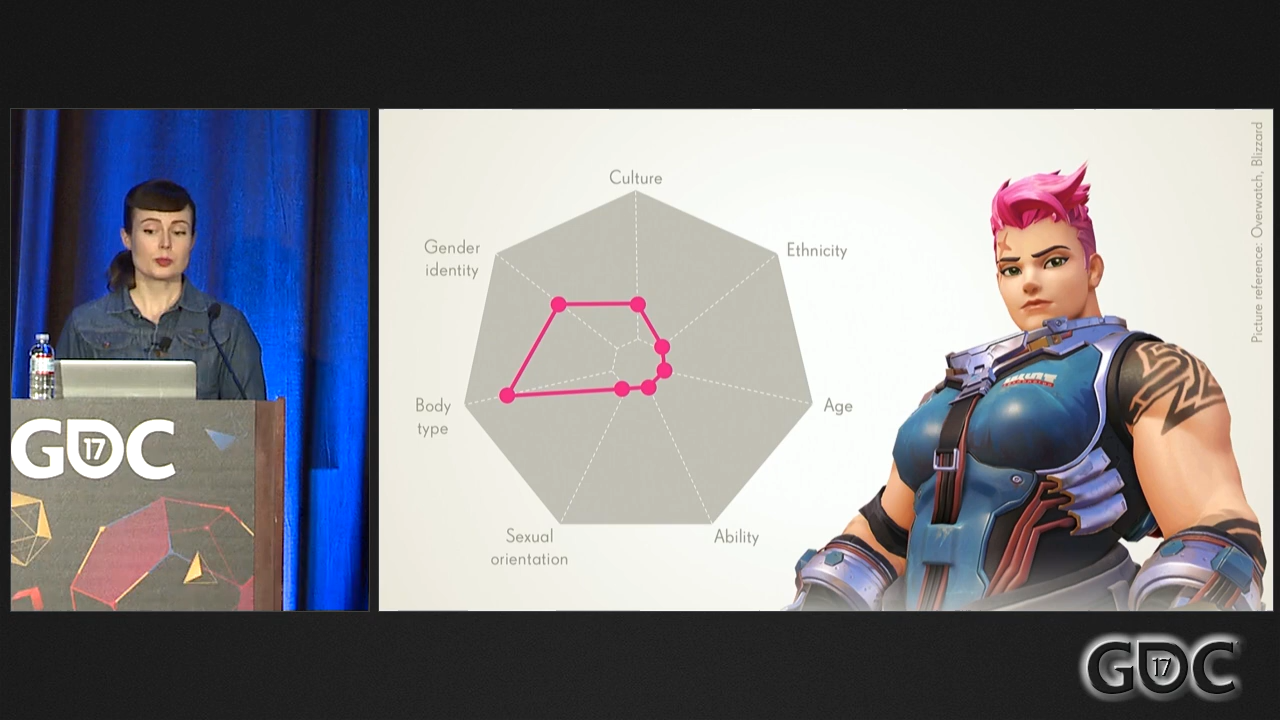 Culture
Gender
identity
Ethnicity
Body
type
Age
Sexual
orientation
Ability
Picture reference: Overwatch, Blizzard
GDC
17
GDC
17